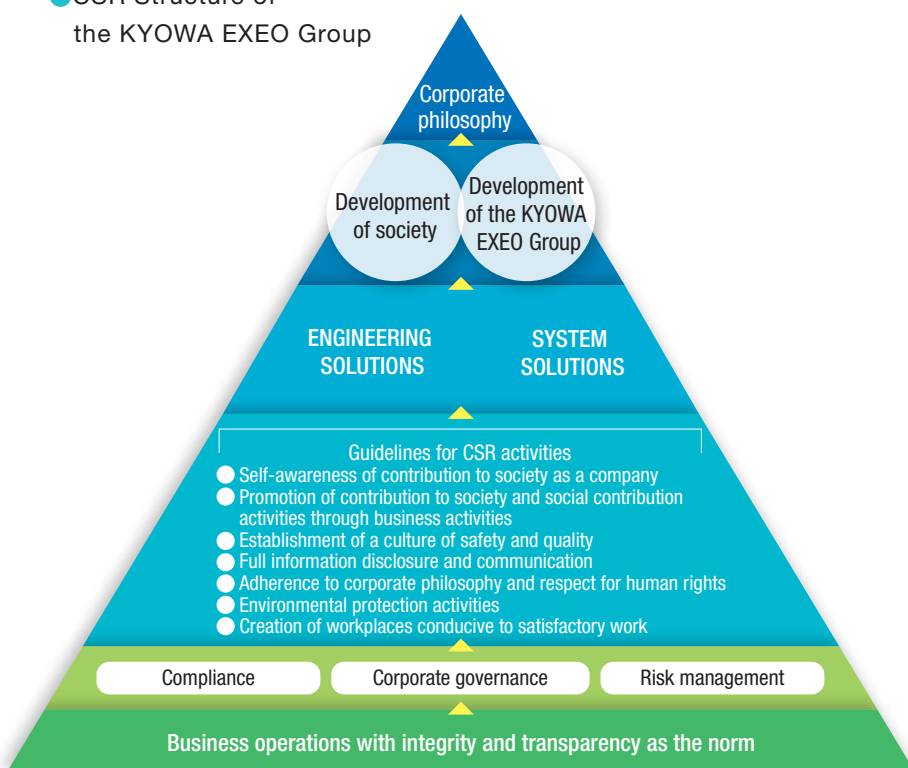 CSR Structure of
the KYOWA EXEO Group
Corporate
philosophy
Development
of society
Development
of the KYOWA
EXEO Group
ENGINEERING
SOLUTIONS
SYSTEM
SOLUTIONS
Guidelines for CSR activities
Self-awareness of contribution to society as a company
Promotion of contribution to society and social contribution
activities through business activities
Establishment of a culture of safety and quality
Full information disclosure and communication
Adherence to corporate philosophy and respect for human rights
Environmental protection activities
Creation of workplaces conducive to satisfactory work
Compliance
Corporate governance
Risk management
Business operations with integrity and transparency as the norm